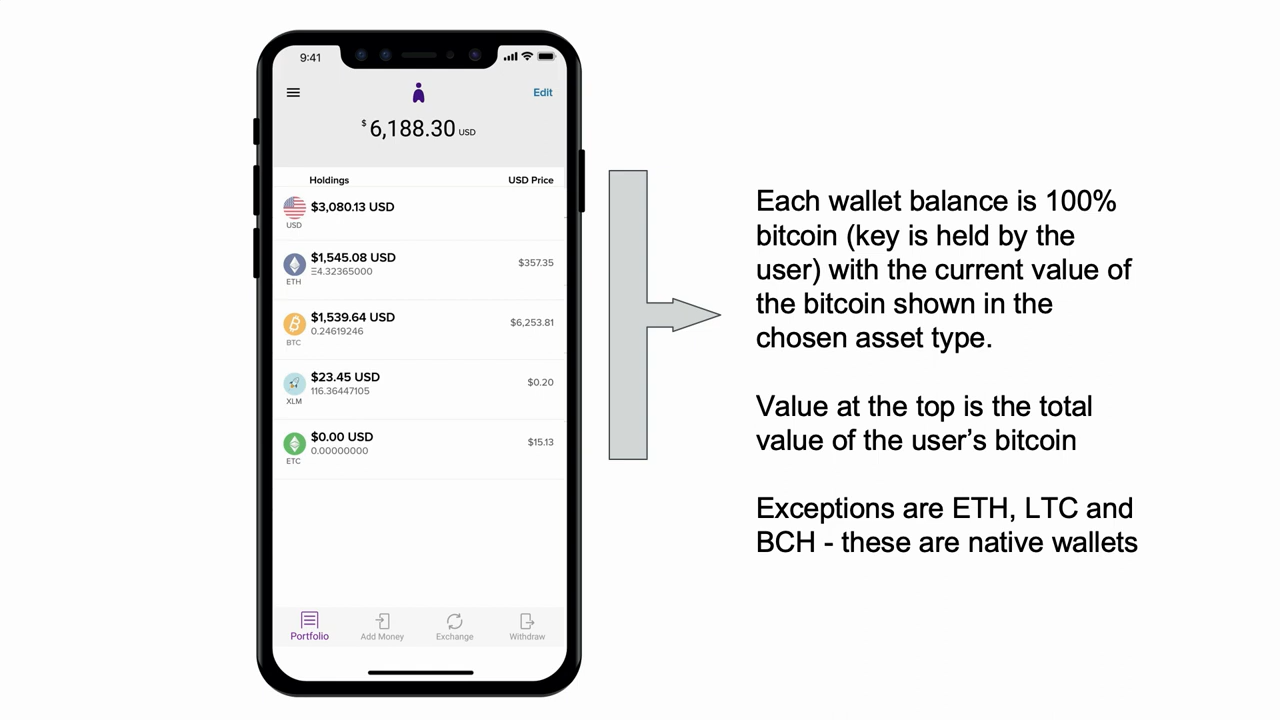 9:41
Edit
$6,188.30 USD
Holdings USD Price
$3,080.13 USD
USD
$1,545.08 USD
Ξ4.32365000
$357.35
ETH
$1,539.64 USD
0.24619246
$6,253.81
BTC
$23.45 USD
116.36447105
$0.20
XLM
$0.00 USD
0.00000000
$15.13
ETC
Portfolio Add Money Exchange Withdraw
Each wallet balance is 100%
bitcoin (key is held by the
user) with the current value of
the bitcoin shown in the
chosen asset type.
Value at the top is the total
value of the user’s bitcoin
Exceptions are ETH, LTC and
BCH - these are native wallets